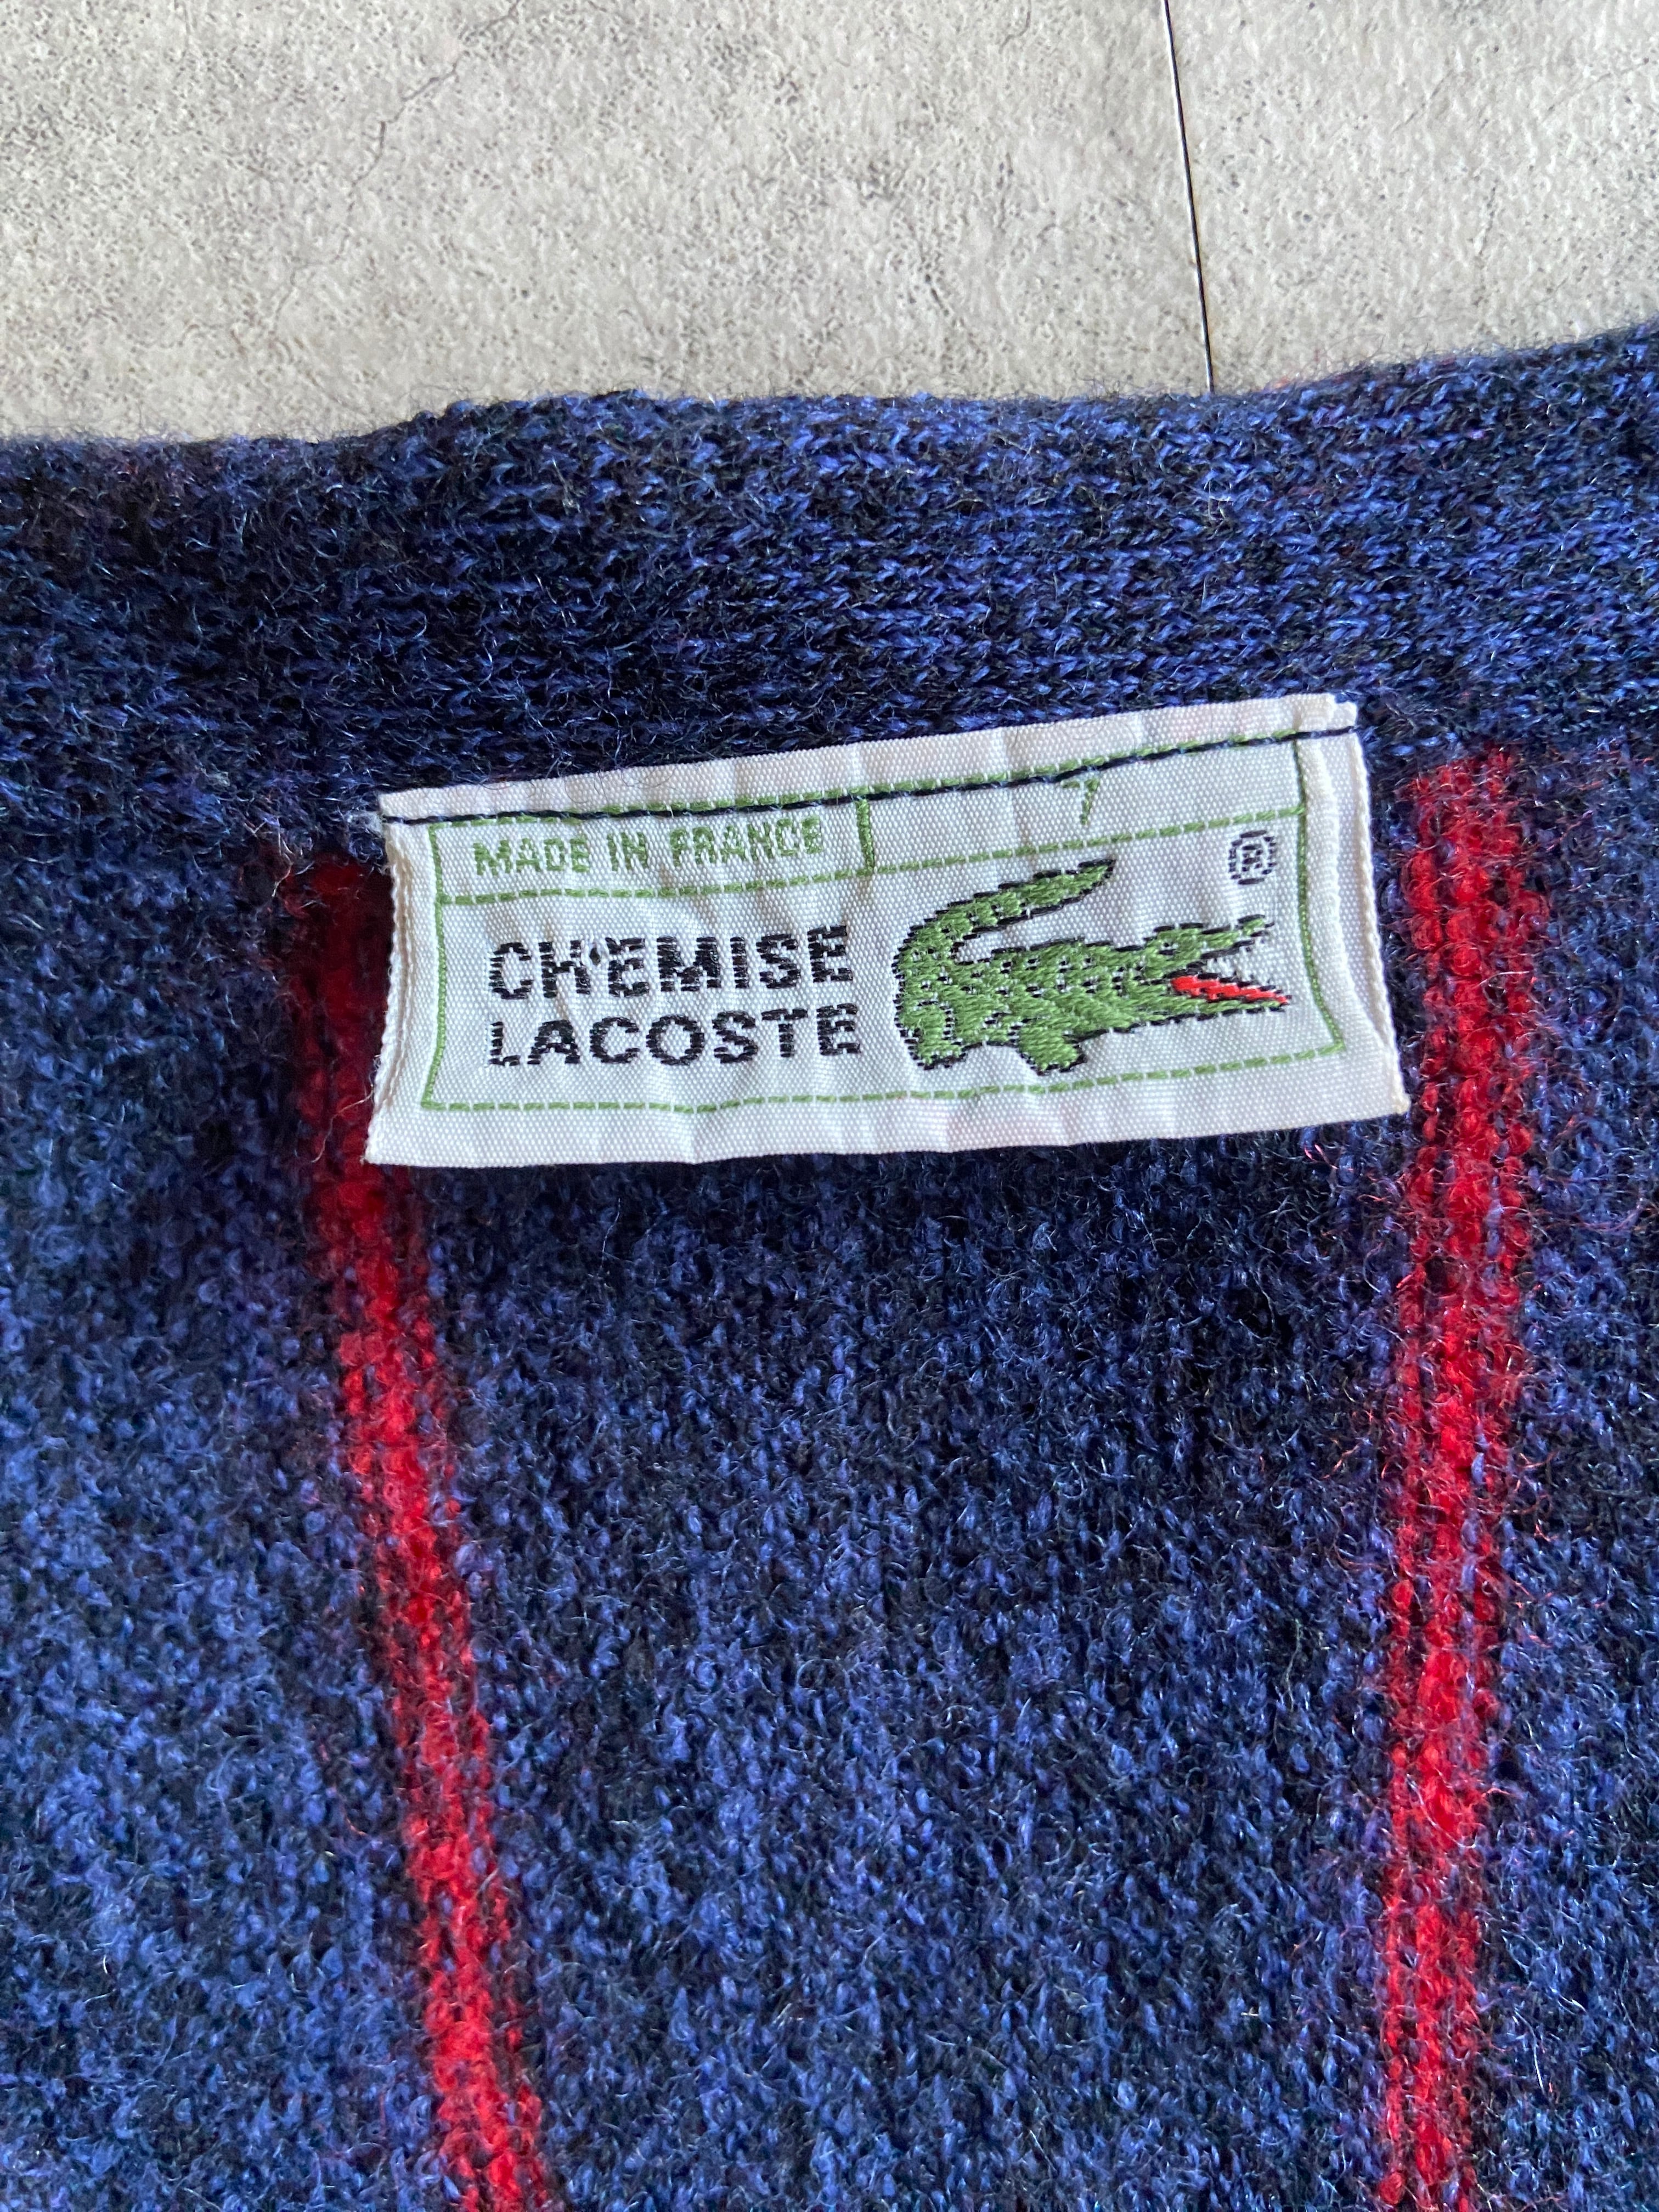 MADE IN FRANCE 7
CHEMISE
LACOSTE ®